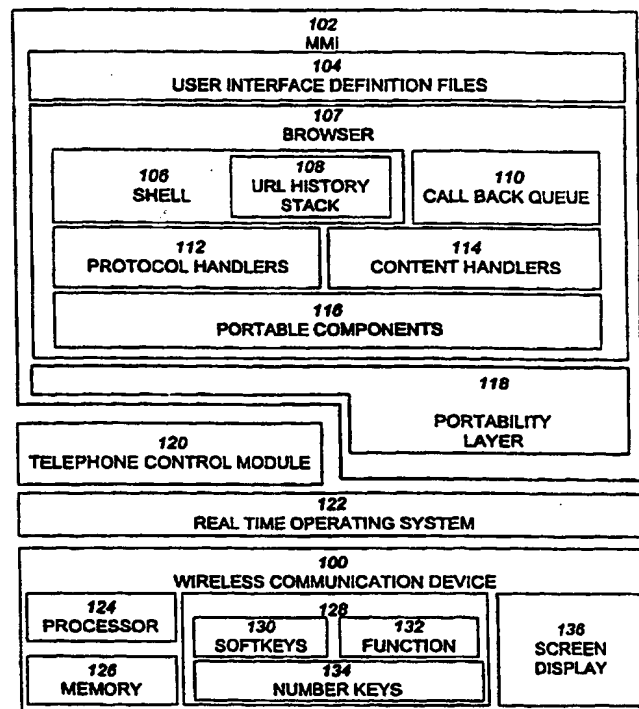 102
MMI
104
USER INTERFACE DEFINITION FILES
107
BROWSER
106
SHELL
108
URL HISTORY
STACK
110
CALL BACK QUEUE
112
PROTOCOL HANDLERS
114
CONTENT HANDLERS
116
PORTABLE COMPONENTS
118
PORTABILITY
LAYER
120
TELEPHONE CONTROL MODULE
122
REAL TIME OPERATING SYSTEM
100
WIRELESS COMMUNICATION DEVICE
124
PROCESSOR
126
MEMORY
128
130
SOFTKEYS
132
FUNCTION
134
NUMBER KEYS
136
SCREEN
DISPLAY